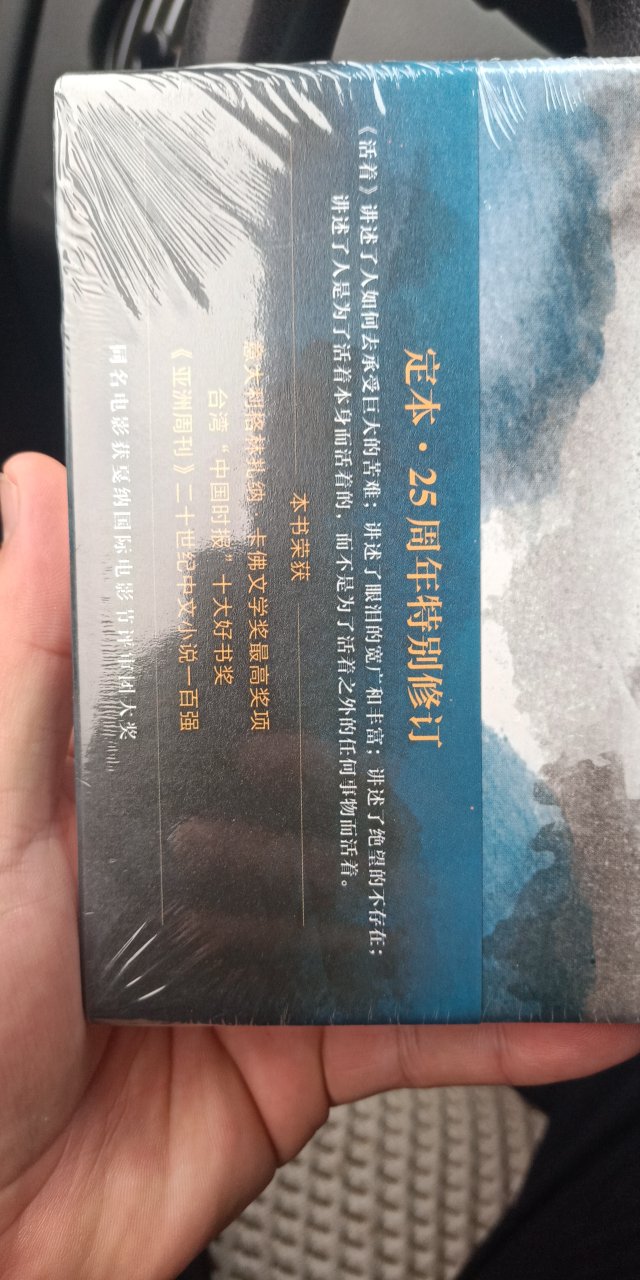 定本·25周年特别修订
《活着》讲述了人如何去承受巨大的苦难；讲述了眼泪的宽广和丰富；讲述了绝望的不存在；
讲述了人是为了活着本身而活着的，而不是为了活着之外的任何事物而活着。
本书荣获
意大利格林扎纳·卡佛文学奖最高奖项
台湾“中国时报”十大好书奖
《亚洲周刊》二十世纪中文小说一百强
同名电影获戛纳国际电影节评审团大奖